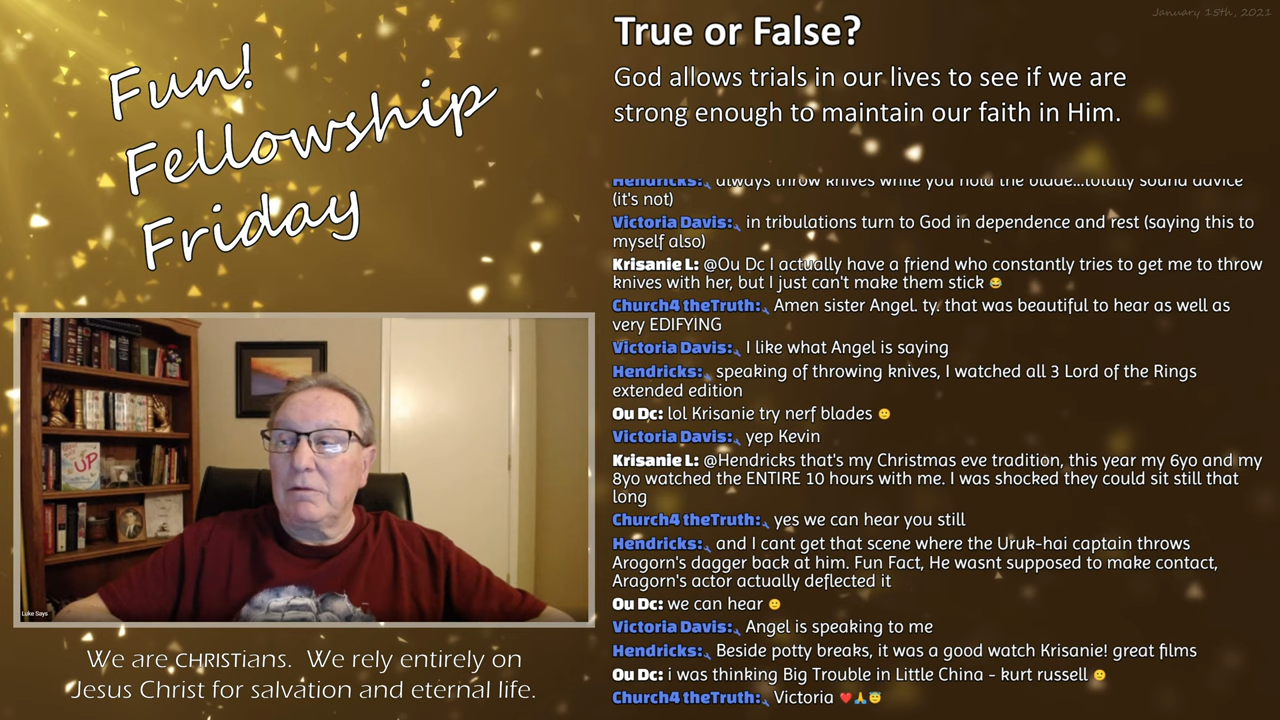 January 15th, 2021
Fun!
Fellowship
Friday
True or False?
God allows trials in our lives to see if we are
strong enough to maintain our faith in Him.
Hendricks: always throw knives while you hold the blade...totally sound advice
(it's not)
Victoria Davis: in tribulations turn to God in dependence and rest (saying this to
myself also)
Krisanie L: @Ou Dc I actually have a friend who constantly tries to get me to throw
knives with her, but I just can't make them stick 😂
Church4 theTruth: Amen sister Angel. ty. that was beautiful to hear as well as
very EDIFYING
Victoria Davis: I like what Angel is saying
Hendricks: speaking of throwing knives, I watched all 3 Lord of the Rings
extended edition
Ou Dc: lol Krisanie try nerf blades 🙂
Victoria Davis: yep Kevin
Krisanie L: @Hendricks that's my Christmas eve tradition, this year my 6yo and my
8yo watched the ENTIRE 10 hours with me. I was shocked they could sit still that
long
Church4 theTruth: yes we can hear you still
Hendricks: and I cant get that scene where the Uruk-hai captain throws
Arogorn's dagger back at him. Fun Fact, He wasnt supposed to make contact,
Aragorn's actor actually deflected it
Ou Dc: we can hear 🙂
Victoria Davis: Angel is speaking to me
Hendricks: Beside potty breaks, it was a good watch Krisanie! great films
Ou Dc: i was thinking Big Trouble in Little China - kurt russell 🙂
Church4 theTruth: Victoria ❤️🙏😇
UP
Luke Says
We are CHRISTians. We rely entirely on
Jesus Christ for salvation and eternal life.